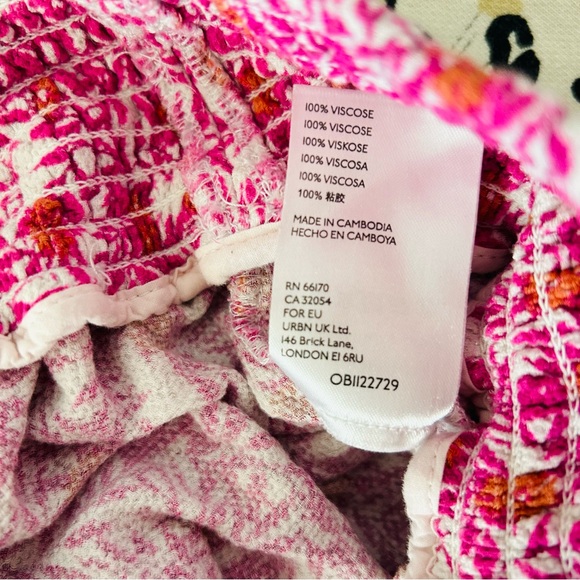 100% VISCOSE
100% VISCOSE
100% VISKOSE
100% VISCOSA
100% VISCOSA
100% 粘胶
MADE IN CAMBODIA
HECHO EN CAMBOYA
RN 66170
CA 32054
FOR EU
URBN UK Ltd.
146 Brick Lane,
LONDON E1 6RU
OB1122729